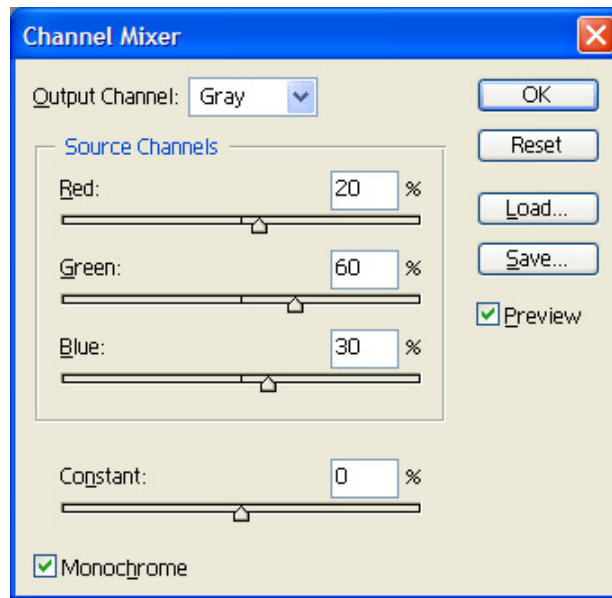 Channel Mixer
Output Channel: Gray
OK
Source Channels
Reset
Red: 20 %
Load...
Green: 60 %
Save...
Preview
Blue: 30 %
Constant: 0 %
Monochrome